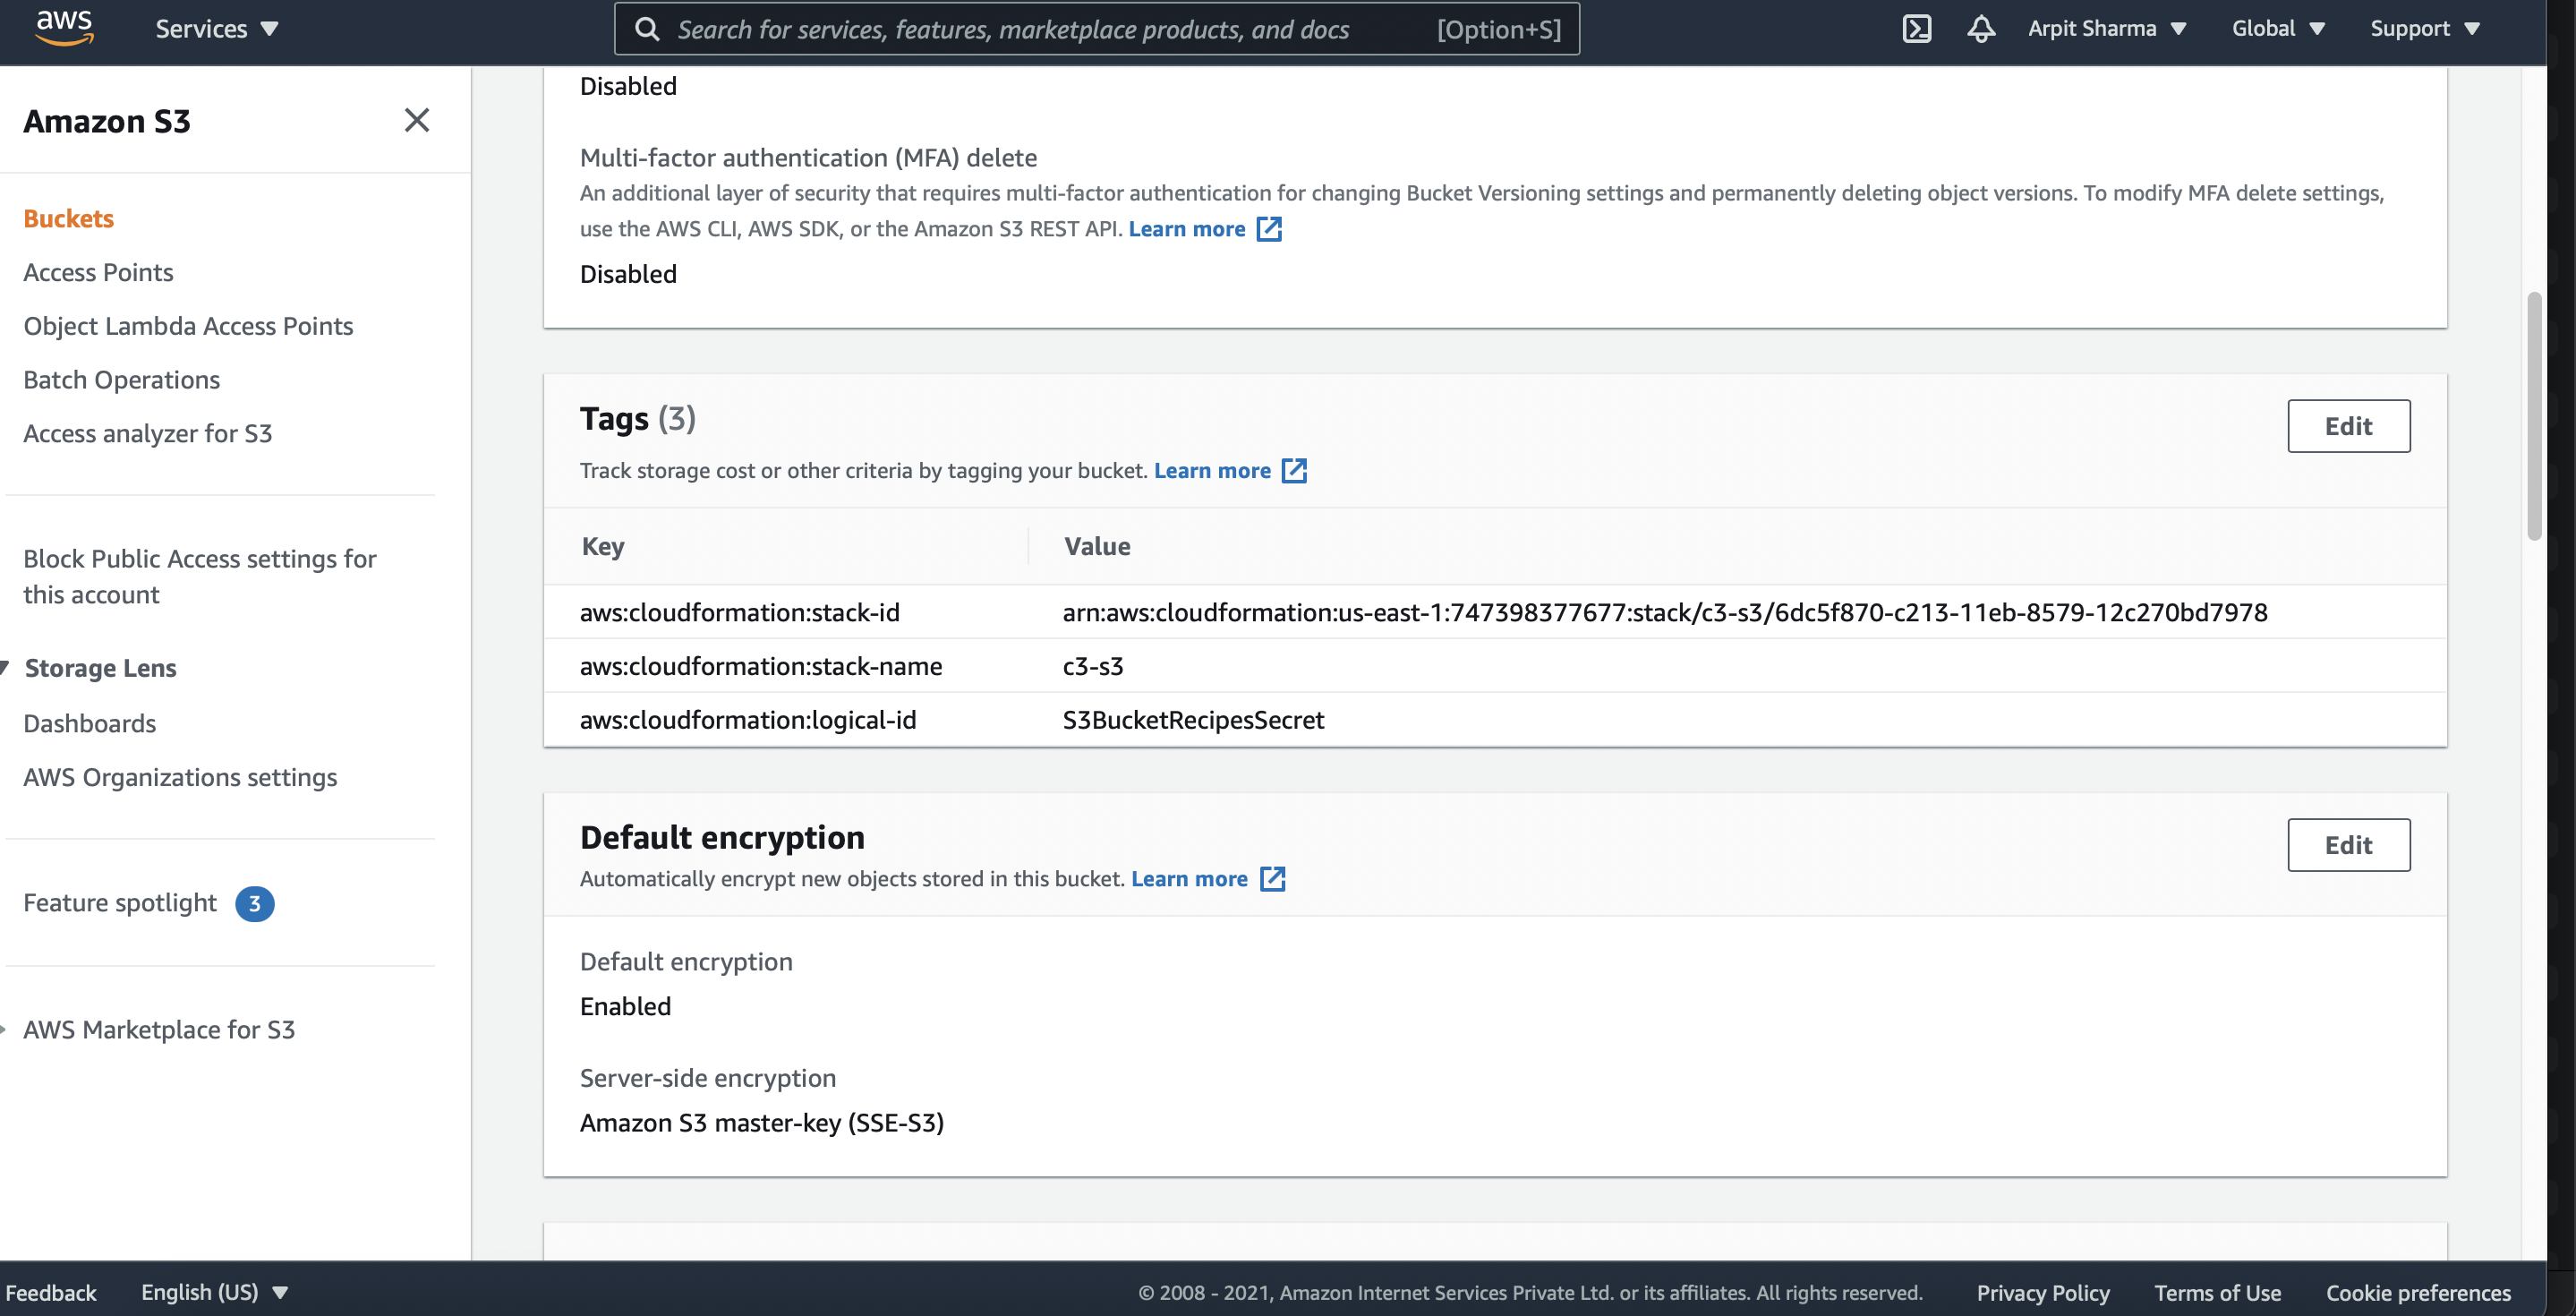 aws
Services
Search for services, features, marketplace products, and docs
[Option+S]
Arpit Sharma
Global
Support
Amazon S3
Buckets
Access Points
Object Lambda Access Points
Batch Operations
Access analyzer for S3
Block Public Access settings for
this account
Storage Lens
Dashboards
AWS Organizations settings
Feature spotlight 3
AWS Marketplace for S3
Disabled
Multi-factor authentication (MFA) delete
An additional layer of security that requires multi-factor authentication for changing Bucket Versioning settings and permanently deleting object versions. To modify MFA delete settings,
use the AWS CLI, AWS SDK, or the Amazon S3 REST API. Learn more
Disabled
Tags (3)
Edit
Track storage cost or other criteria by tagging your bucket. Learn more
Key Value
aws:cloudformation:stack-id arn:aws:cloudformation:us-east-1:747398377677:stack/c3-s3/6dc5f870-c213-11eb-8579-12c270bd7978
aws:cloudformation:stack-name c3-s3
aws:cloudformation:logical-id S3BucketRecipesSecret
Default encryption
Edit
Automatically encrypt new objects stored in this bucket. Learn more
Default encryption
Enabled
Server-side encryption
Amazon S3 master-key (SSE-S3)
Feedback
English (US)
© 2008 - 2021, Amazon Internet Services Private Ltd. or its affiliates. All rights reserved.
Privacy Policy
Terms of Use
Cookie preferences